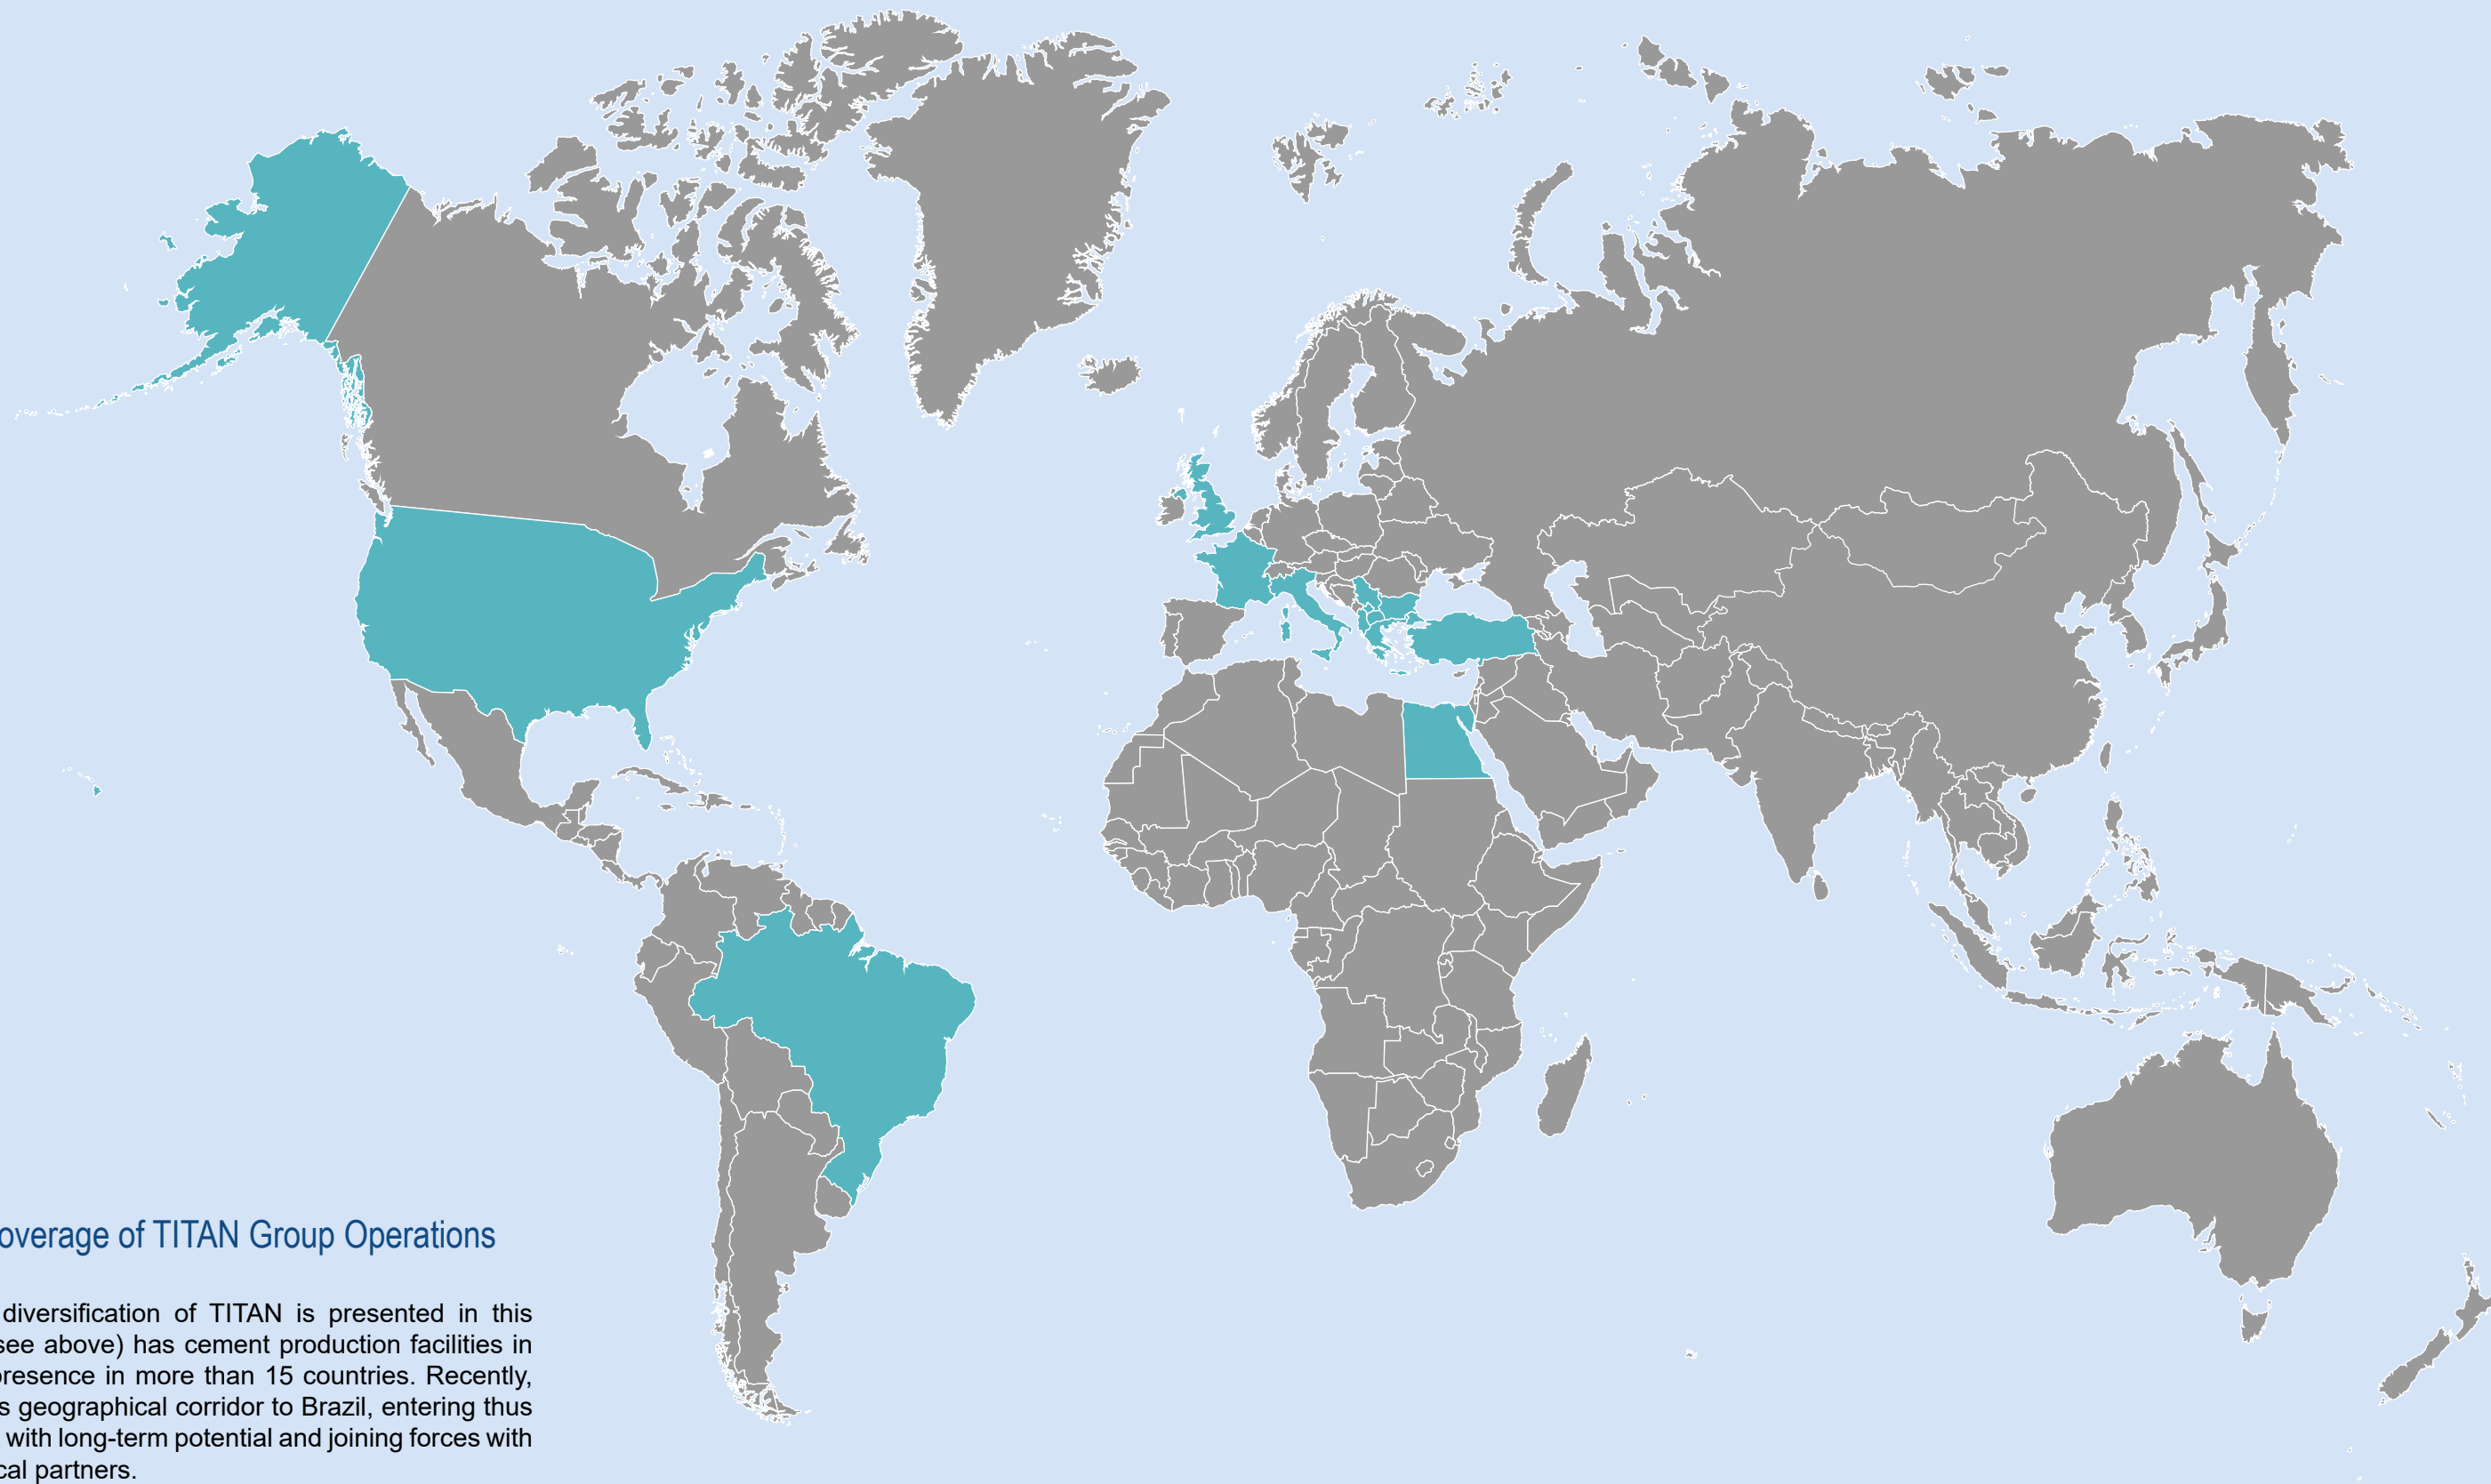 overage of TITAN Group Operations
diversification of TITAN is presented in this
see above) has cement production facilities in
presence in more than 15 countries. Recently,
s geographical corridor to Brazil, entering thus
with long-term potential and joining forces with
cal partners.